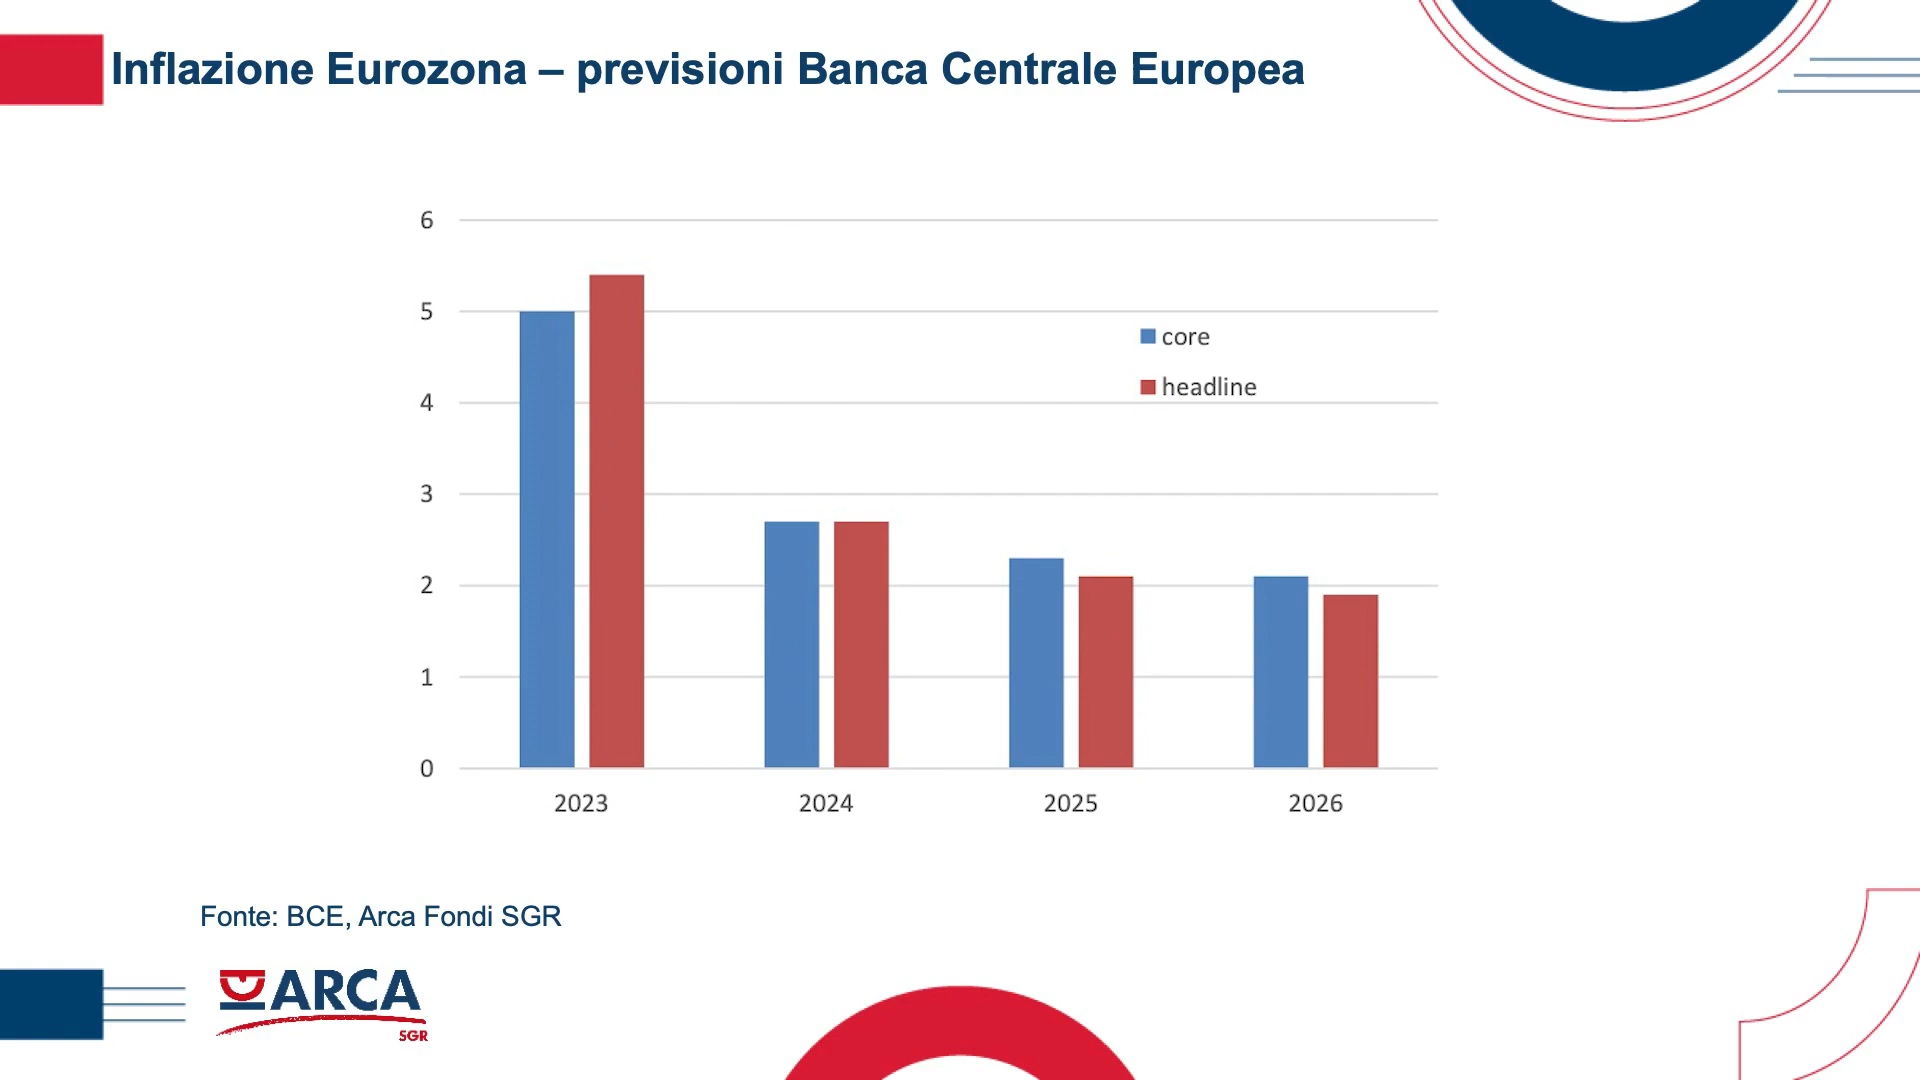 Inflazione Eurozona – previsioni Banca Centrale Europea
6
5
4
3
2
1
0
core
headline
2023 2024 2025 2026
Fonte: BCE, Arca Fondi SGR
ARCA
SGR